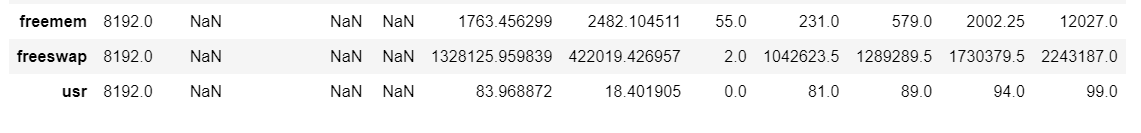 freemem 8192.0 NaN NaN NaN 1763.456299 2482.104511 55.0 231.0 579.0 2002.25 12027.0
freeswap 8192.0 NaN NaN NaN 1328125.959839 422019.426957 2.0 1042623.5 1289289.5 1730379.5 2243187.0
usr 8192.0 NaN NaN NaN 83.968872 18.401905 0.0 81.0 89.0 94.0 99.0